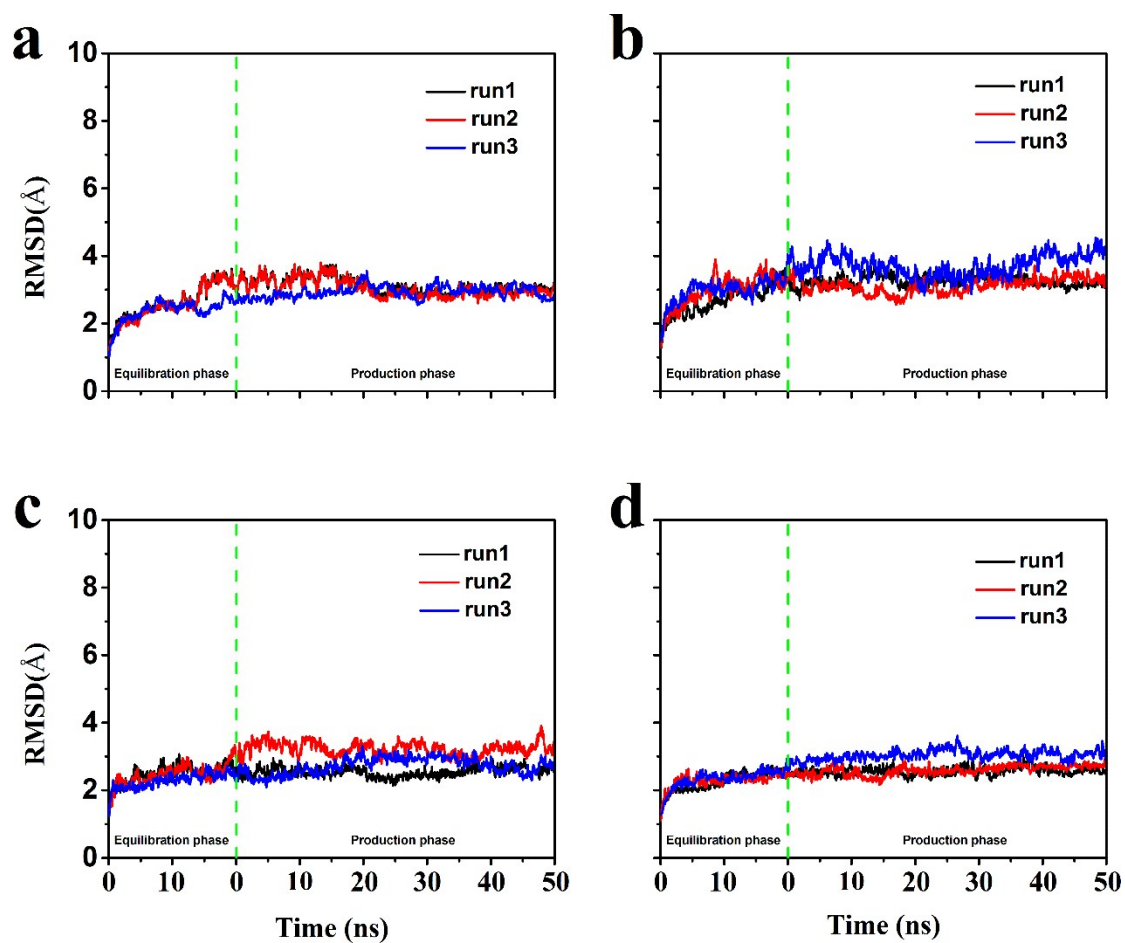 a
b
10
8
6
4
2
0
RMSD(Å)
run1
run2
run3
Equilibration phase
Production phase
run1
run2
run3
Equilibration phase
Production phase
c
d
10
8
6
4
2
0
RMSD(Å)
run1
run2
run3
Equilibration phase
Production phase
0 0 10 20 30 40 50
Time (ns)
run1
run2
run3
Equilibration phase
Production phase
0 0 10 20 30 40 50
Time (ns)